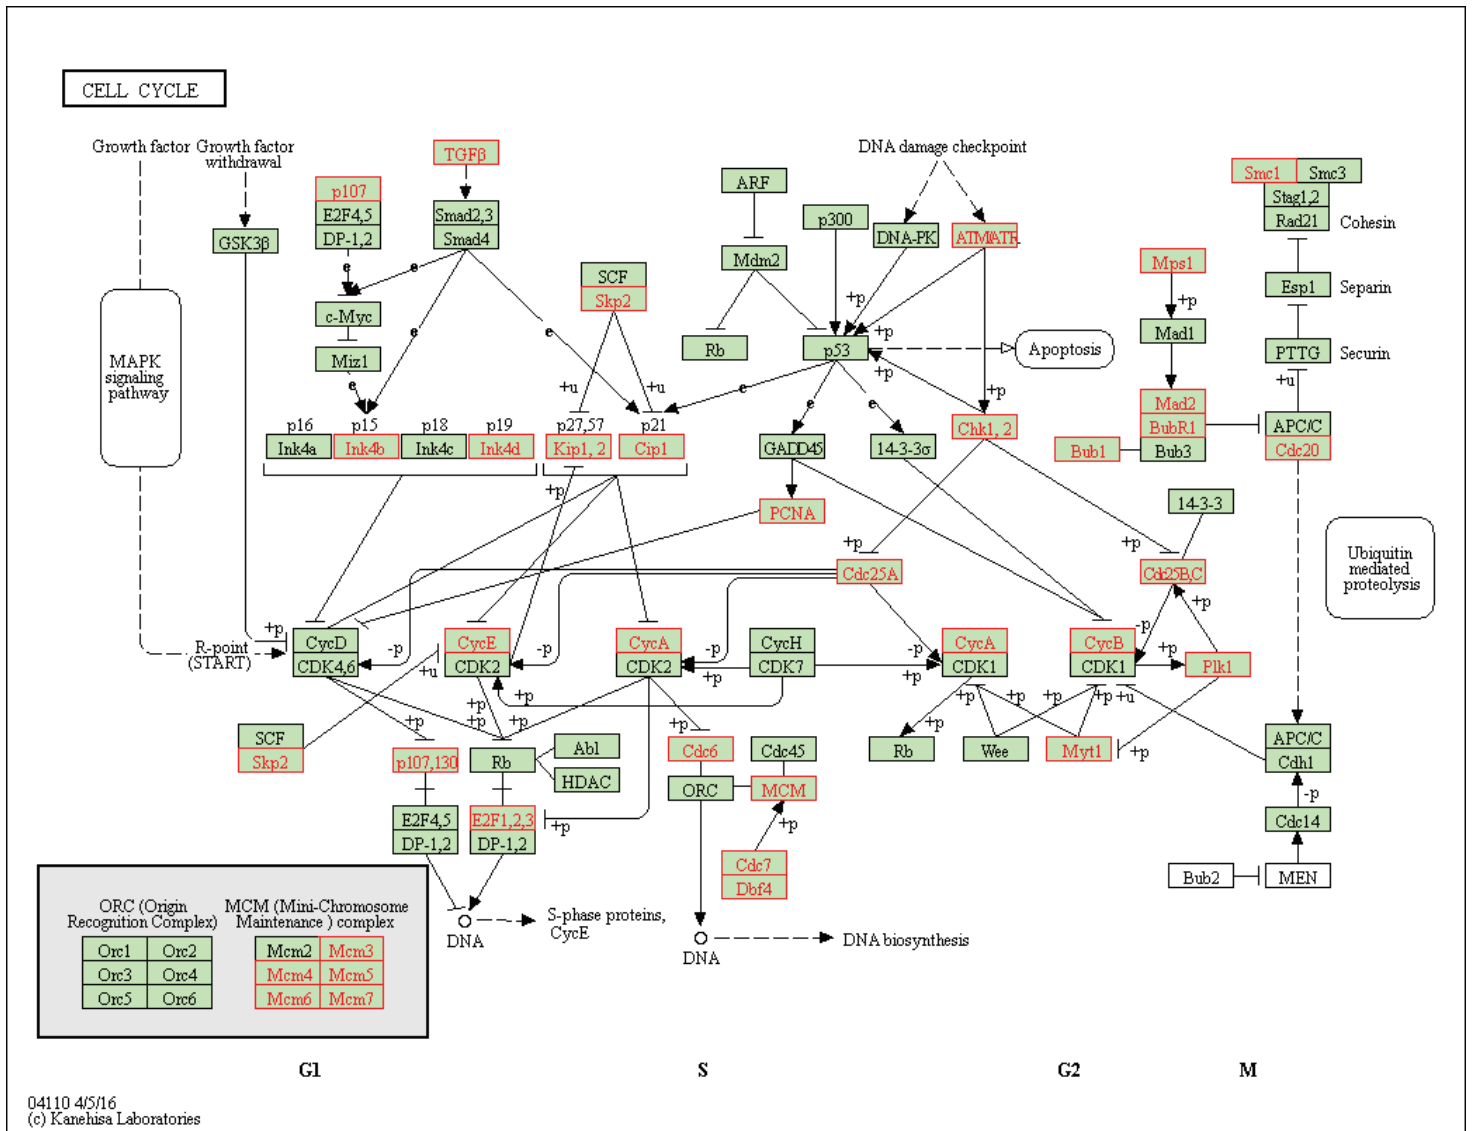 CELL CYCLE
Growth factor
Growth factor
withdrawal
TGFβ
DNA damage checkpoint
p107
E2F4,5
DP-1,2
Smad2,3
Smad4
GSK3β
ARF
p300
DNA-PK
ATM/ATR
Smc1
Smc3
Stag1,2
Rad21
Cohesin
Mdm2
SCF
Skp2
Mps1
Esp1
Separin
e
e
c-Myc
e
e
Miz1
e
MAPK
signaling
pathway
Rb
p53
+p
+p
+p
+p
Apoptosis
+p
Mad1
PTTG
Securin
+u
+u
+u
e
e
e
+p
p16
p15
p18
p19
p27,57
p21
Ink4a
Ink4b
Ink4c
Ink4d
Kip1, 2
Cip1
GADD45
14-3-3σ
Chk1, 2
Mad2
BubR1
Bub3
Bub1
APC/C
Cdc20
+p
PCNA
14-3-3
+p
+p
Cdc25A
Cdc25B,C
Ubiquitin
mediated
proteolysis
+p
+p
R-point
(START)
CycD
CDK4,6
-p
CycE
CDK2
-p
CycA
CDK2
-p
CycH
CDK7
-p
CycA
CDK1
CycB
CDK1
-p
Plk1
+u
+p
+p
+p
+p
+p
+p
+p
+p
+p
+p
+p
+p
+p
+u
SCF
Skp2
p107,130
Rb
Abl
HDAC
Cdc6
Cdc45
ORC
MCM
Rb
Wee
Myt1
+p
APC/C
Cdh1
-p
E2F4,5
DP-1,2
E2F1,2,3
DP-1,2
+p
+p
Cdc14
Cdc7
Dbf4
Bub2
MEN
ORC (Origin
Recognition Complex)
MCM (Mini-Chromosome
Maintenance ) complex
Orc1
Orc2
Mcm2
Mcm3
Orc3
Orc4
Mcm4
Mcm5
Orc5
Orc6
Mcm6
Mcm7
DNA
S-phase proteins,
CycE
DNA
DNA biosynthesis
G1
S
G2
M
04110 4/5/16
(c) Kanehisa Laboratories